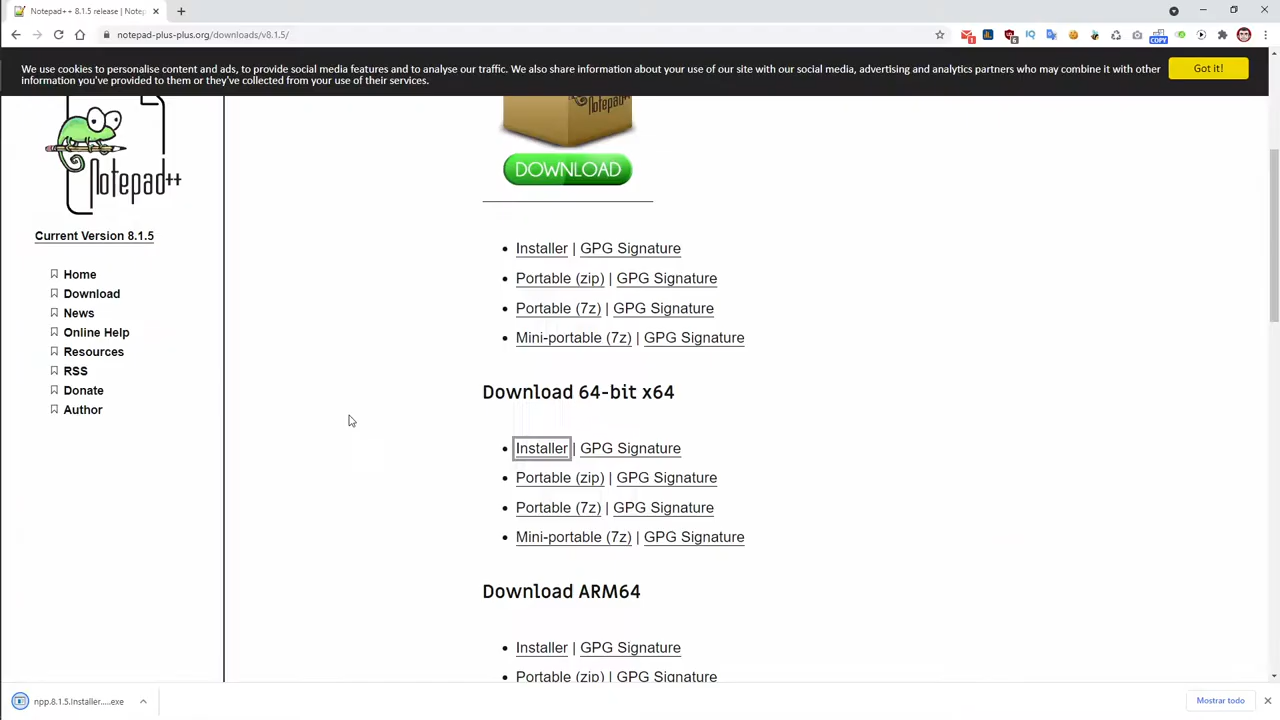 Notepad++ 8.1.5 release | Notep
notepad-plus-plus.org/downloads/v8.1.5/
1
6
COPY
We use cookies to personalise content and ads, to provide social media features and to analyse our traffic. We also share information about your use of our site with our social media, advertising and analytics partners who may combine it with other
information you've provided to them or they've collected from your use of their services.
Got it!
Notepad++
Notepad++
DOWNLOAD
Current Version 8.1.5
Home
Download
News
Online Help
Resources
RSS
Donate
Author
• Installer | GPG Signature
• Portable (zip) | GPG Signature
• Portable (7z) | GPG Signature
• Mini-portable (7z) | GPG Signature
Download 64-bit x64
• Installer | GPG Signature
• Portable (zip) | GPG Signature
• Portable (7z) | GPG Signature
• Mini-portable (7z) | GPG Signature
Download ARM64
• Installer | GPG Signature
• Portable (zip) | GPG Signature
npp.8.1.5.Installer....exe
Mostrar todo